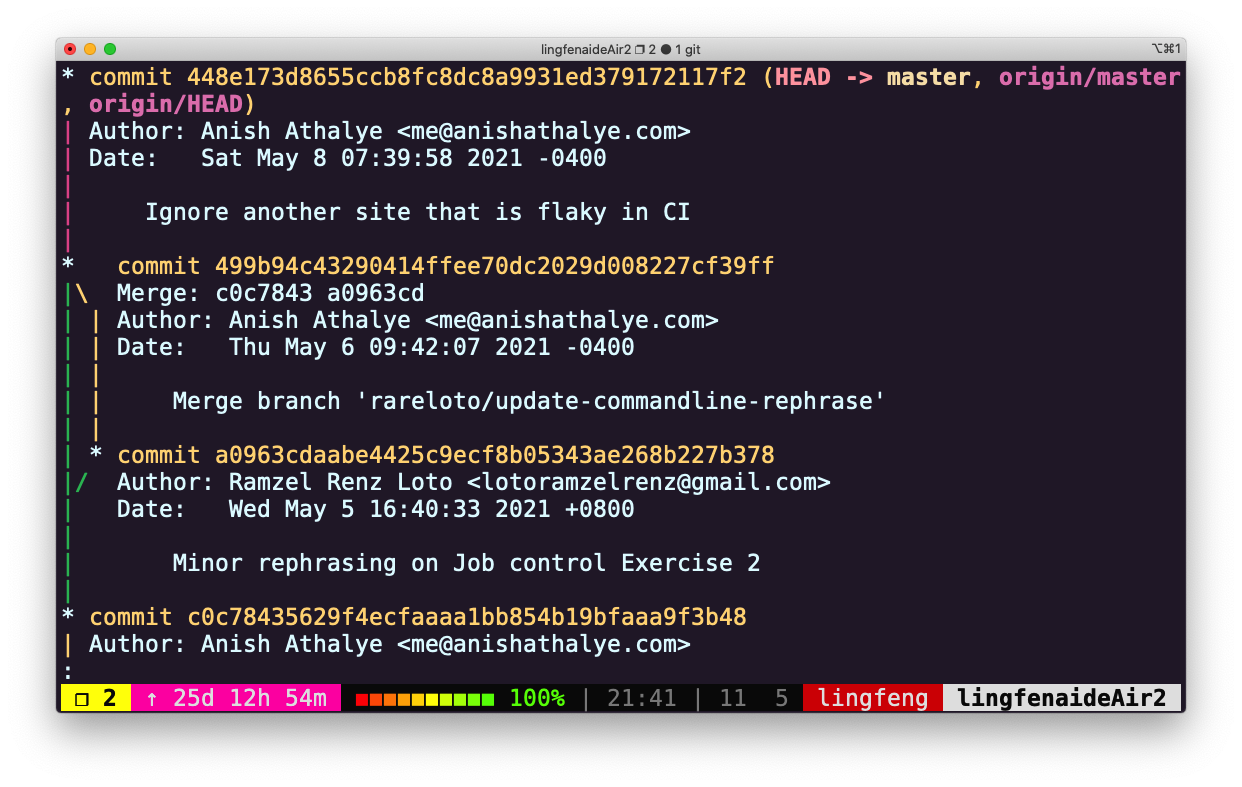 lingfenaideAir2 ❐ 2 ● 1 git ⌥⌘1
* commit 448e173d8655ccb8fc8dc8a9931ed379172117f2 (HEAD -> master, origin/master
, origin/HEAD)
| Author: Anish Athalye <me@anishathalye.com>
| Date:   Sat May 8 07:39:58 2021 -0400
|
|     Ignore another site that is flaky in CI
|
*   commit 499b94c43290414ffee70dc2029d008227cf39ff
|\  Merge: c0c7843 a0963cd
| | Author: Anish Athalye <me@anishathalye.com>
| | Date:   Thu May 6 09:42:07 2021 -0400
| |
| |     Merge branch 'rareloto/update-commandline-rephrase'
| |
| * commit a0963cdaabe4425c9ecf8b05343ae268b227b378
|/  Author: Ramzel Renz Loto <lotoramzelrenz@gmail.com>
|   Date:   Wed May 5 16:40:33 2021 +0800
|
|       Minor rephrasing on Job control Exercise 2
|
* commit c0c78435629f4ecfaaaa1bb854b19bfaaa9f3b48
| Author: Anish Athalye <me@anishathalye.com>
:
❐ 2 ↑ 25d 12h 54m 100% | 21:41 | 11 5 lingfeng lingfenaideAir2